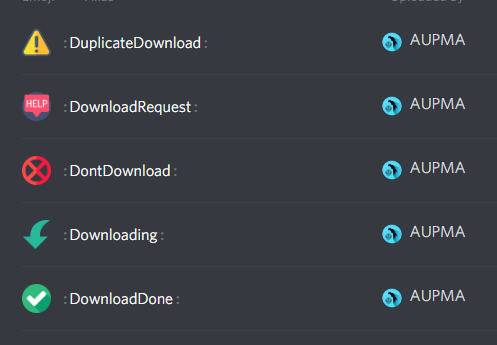 Emoji Alias Uploaded By
:DuplicateDownload: AUPMA
HELP :DownloadRequest: AUPMA
:DontDownload: AUPMA
:Downloading: AUPMA
:DownloadDone: AUPMA